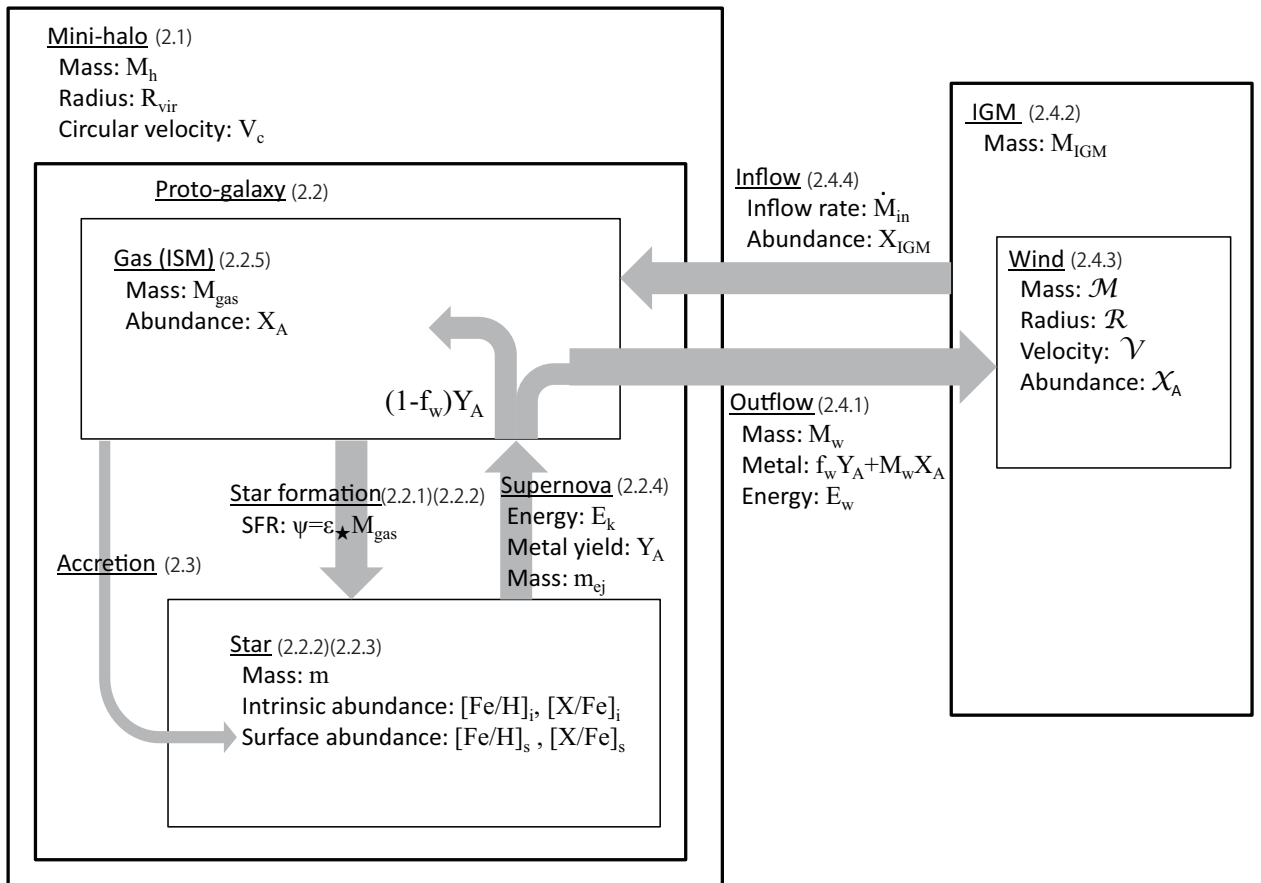 Mini-halo (2.1)
Mass: M_h
Radius: R_vir
Circular velocity: V_c
Proto-galaxy (2.2)
Gas (ISM) (2.2.5)
Mass: M_gas
Abundance: X_A
(1-f_w)Y_A
Star formation(2.2.1)(2.2.2)
SFR: ψ=ε_★M_gas
Supernova (2.2.4)
Energy: E_k
Metal yield: Y_A
Mass: m_ej
Accretion (2.3)
Star (2.2.2)(2.2.3)
Mass: m
Intrinsic abundance: [Fe/H]_i, [X/Fe]_i
Surface abundance: [Fe/H]_s , [X/Fe]_s
Inflow (2.4.4)
Inflow rate: Ṁ_in
Abundance: X_IGM
Outflow (2.4.1)
Mass: M_w
Metal: f_wY_A+M_wX_A
Energy: E_w
IGM (2.4.2)
Mass: M_IGM
Wind (2.4.3)
Mass: ℳ
Radius: ℛ
Velocity: 𝒱
Abundance: 𝒳_A